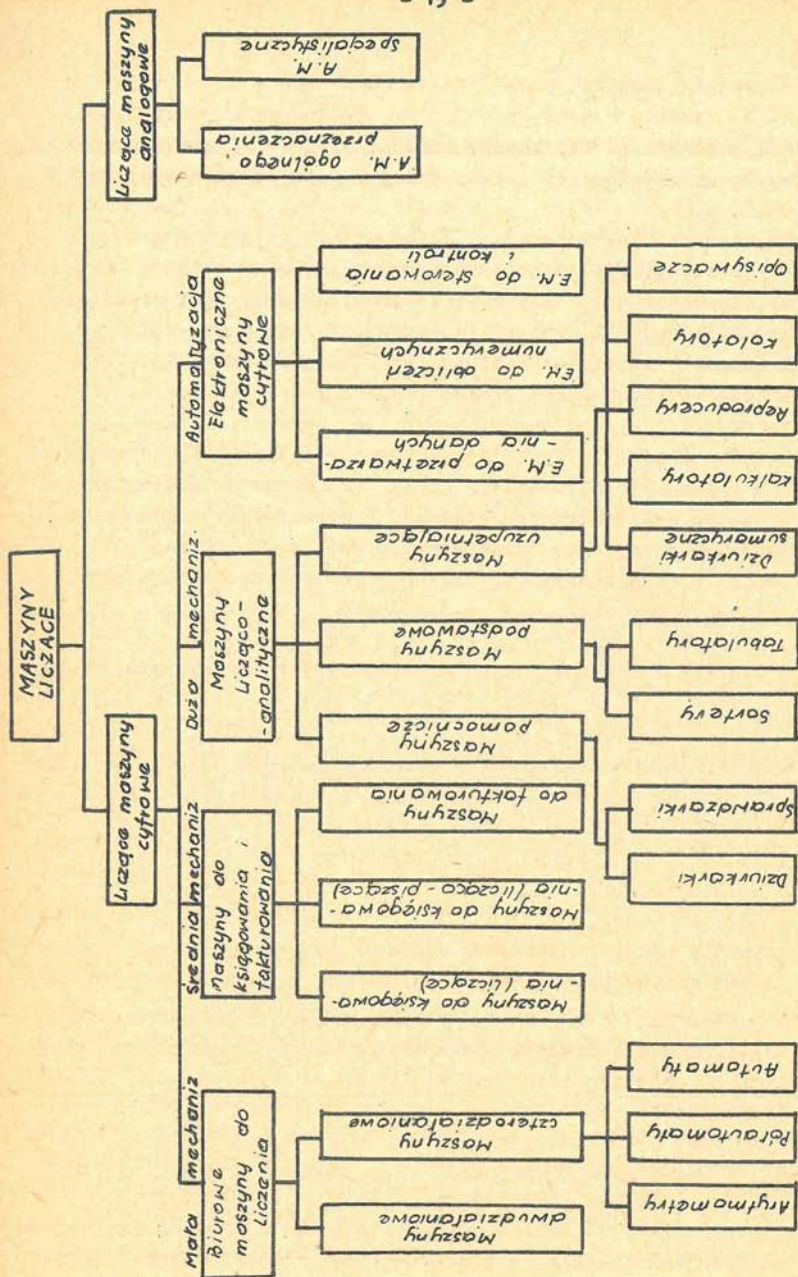 MASZYNY
LICZĄCE
Liczące maszyny
cyfrowe
Liczące maszyny
analogowe
Mała mechaniz
Biurowe
maszyny do
liczenia
Średnia mechaniz
Maszyny do
księgowania i
fakturowania
Duża mechaniz.
Maszyny
licząco-
-analityczne
Automatyzacja
Elektroniczne
maszyny
cyfrowe
Maszyny
dwudziałaniowe
Maszyny
czterodziałaniowe
Maszyny do księgowa-
-nia (liczące)
Maszyny do księgowa-
-nia (licząco-piszące)
Maszyny
do fakturowania
Maszyny
pomocnicze
Maszyny
podstawowe
Maszyny
uzupełniające
E.M. do przetwarza-
-nia danych
EM. do obliczeń
numerycznych
E.M. do sterowania
i kontroli
A.M. ogólnego
przeznaczenia
A.M.
specjalistyczne
Arytmometry
Półautomaty
Automaty
Dziurkarki
Sprawdzarki
Sortery
Tabulatory
Dziurkarki
sumaryczne
Kalkulatory
Reproducery
Kolatory
Opisywacze